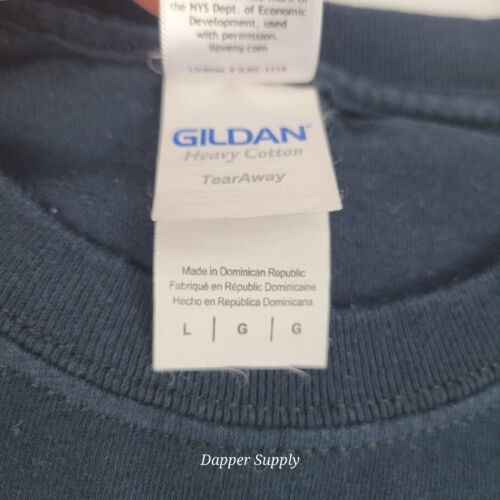 the NYS Dept. of Economic
Development, used
with permission.
iloveny.com
GILDAN®
Heavy Cotton
TearAway
Made in Dominican Republic
Fabriqué en Républic Dominicaine
Hecho en República Dominicana
L | G | G
Dapper Supply